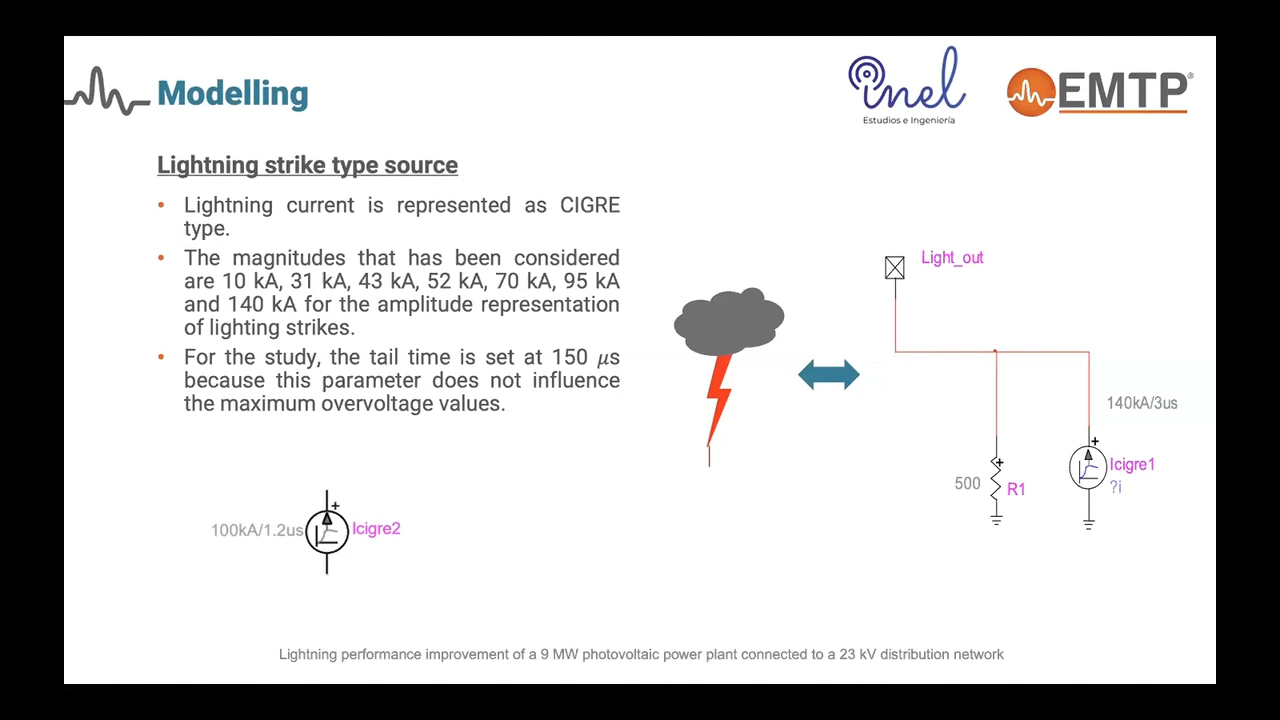 Modelling
inel
Estudios e Ingeniería
EMTP®
Lightning strike type source
• Lightning current is represented as CIGRE
type.
• The magnitudes that has been considered
are 10 kA, 31 kA, 43 kA, 52 kA, 70 kA, 95 kA
and 140 kA for the amplitude representation
of lighting strikes.
• For the study, the tail time is set at 150 μs
because this parameter does not influence
the maximum overvoltage values.
Light_out
140kA/3us
+
Icigre1
?i
+
500
R1
+
100kA/1.2us
Icigre2
Lightning performance improvement of a 9 MW photovoltaic power plant connected to a 23 kV distribution network